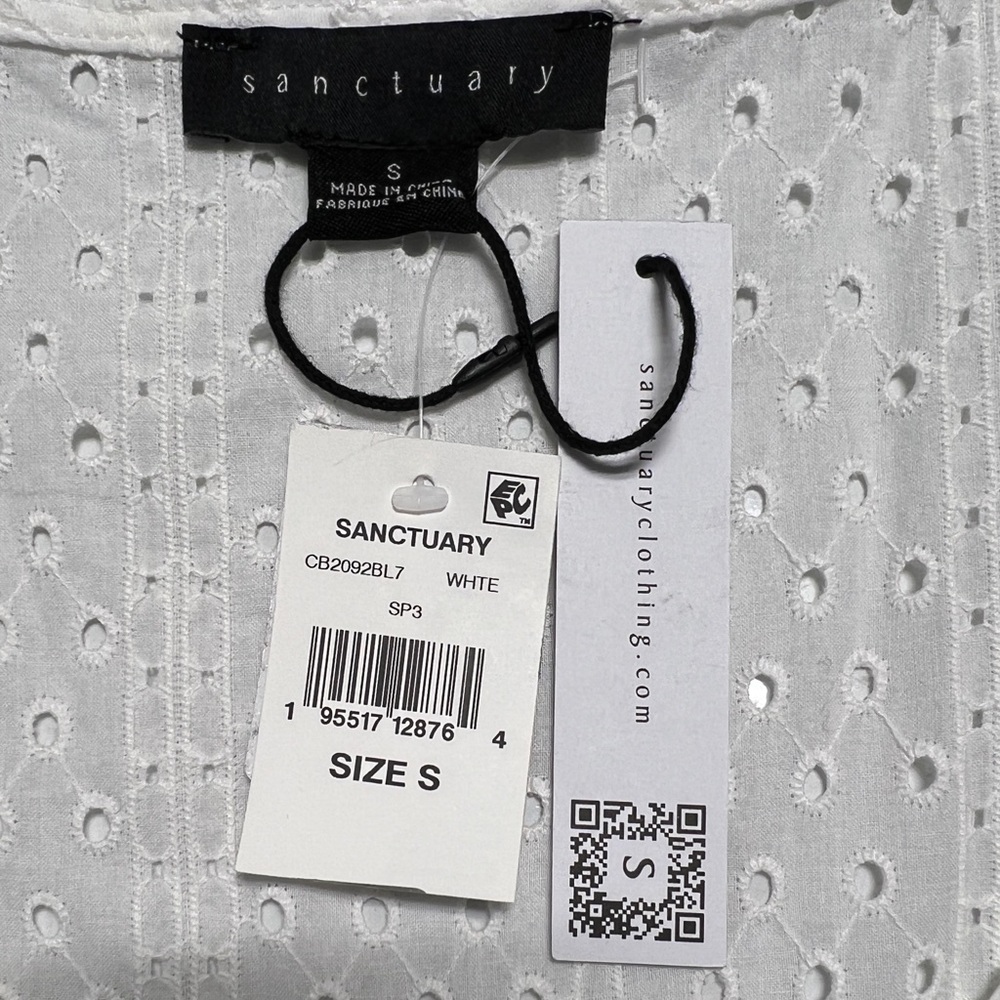 sanctuary
S
MADE IN CHINA
FABRIQUE EN CHINE
sanctuaryclothing.com
EPC
TM
SANCTUARY
CB2092BL7 WHTE
SP3
1 95517 12876 4
SIZE S
S